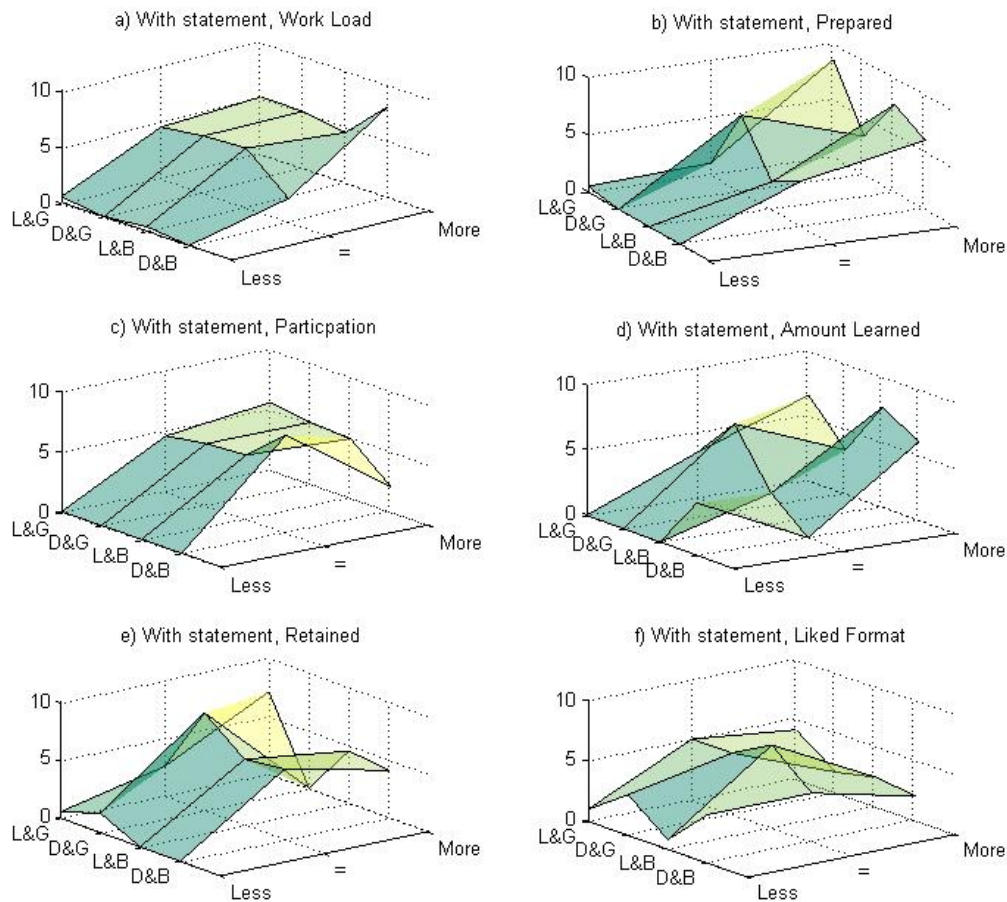 a) With statement, Work Load
10
5
0
L&G
D&G
L&B
D&B
Less
=
More
b) With statement, Prepared
10
5
0
L&G
D&G
L&B
D&B
Less
=
More
c) With statement, Particpation
10
5
0
L&G
D&G
L&B
D&B
Less
=
More
d) With statement, Amount Learned
10
5
0
L&G
D&G
L&B
D&B
Less
=
More
e) With statement, Retained
10
5
0
L&G
D&G
L&B
D&B
Less
=
More
f) With statement, Liked Format
10
5
0
L&G
D&G
L&B
D&B
Less
=
More